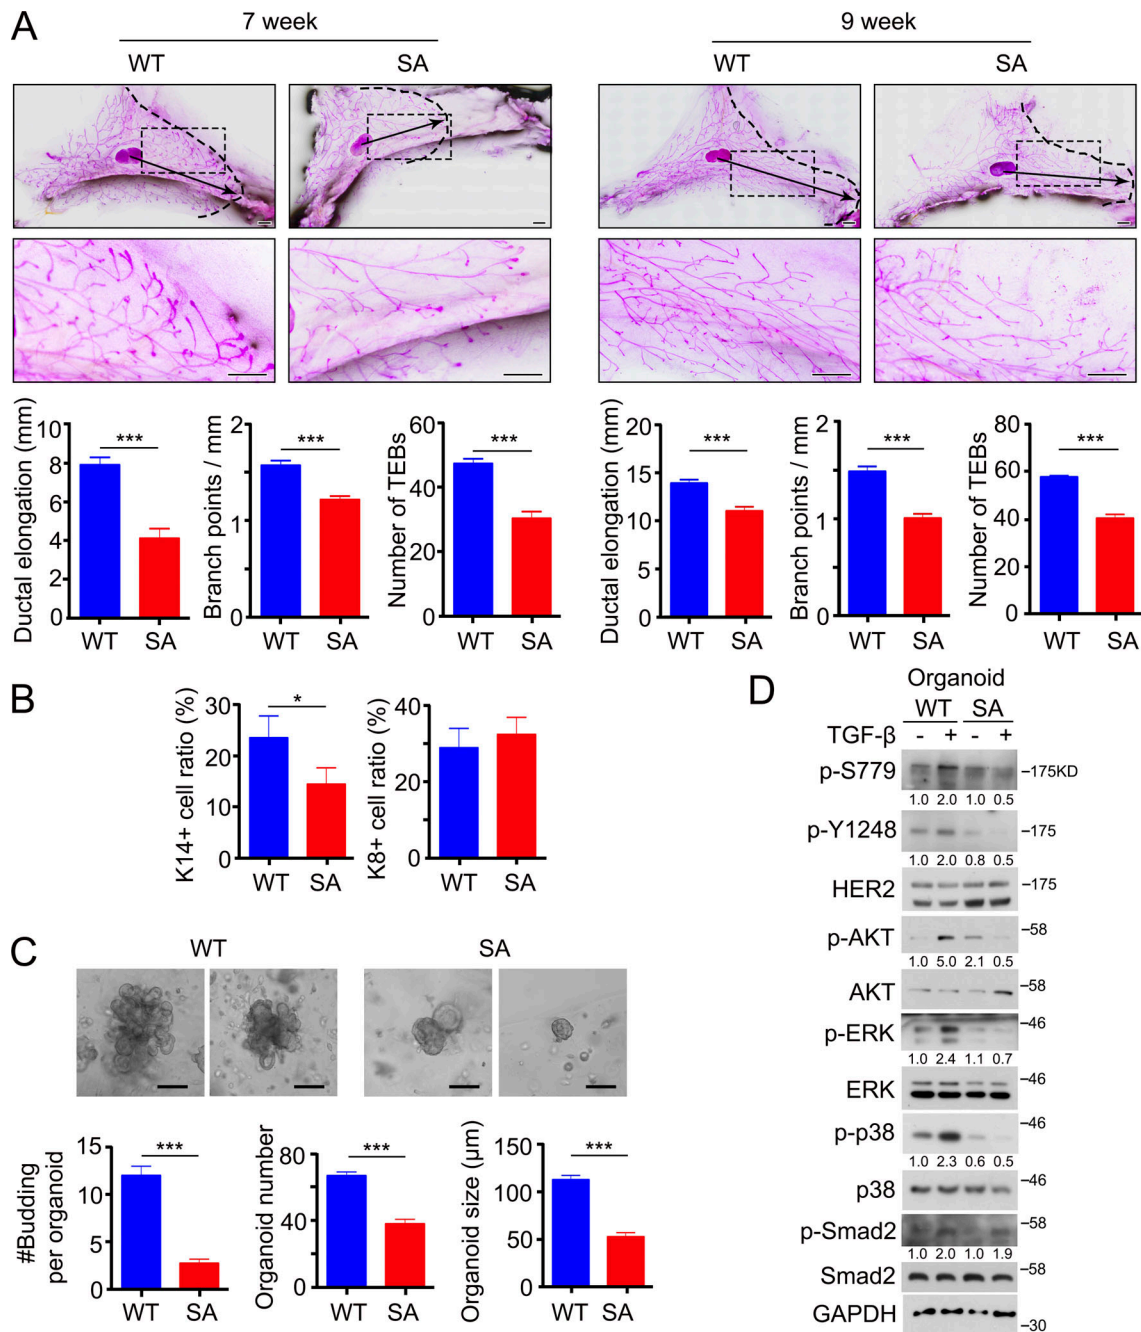 A
7 week
9 week
WT
SA
WT
SA
Ductal elongation (mm)
10
8
6
4
2
0
WT
SA
***
Branch points / mm
2
1
0
WT
SA
***
Number of TEBs
60
40
20
0
WT
SA
***
Ductal elongation (mm)
20
15
10
5
0
WT
SA
***
Branch points / mm
2
1
0
WT
SA
***
Number of TEBs
80
60
40
20
0
WT
SA
***
B
K14+ cell ratio (%)
30
20
10
0
WT
SA
*
K8+ cell ratio (%)
40
20
0
WT
SA
C
WT
SA
#Budding
per organoid
15
10
5
0
WT
SA
***
Organoid number
80
40
0
WT
SA
***
Organoid size (μm)
150
100
50
0
WT
SA
***
D
Organoid
WT SA
TGF-β - + - +
p-S779 –175KD
1.0 2.0 1.0 0.5
p-Y1248 –175
1.0 2.0 0.8 0.5
HER2 –175
p-AKT –58
1.0 5.0 2.1 0.5
AKT –58
p-ERK –46
1.0 2.4 1.1 0.7
ERK –46
p-p38 –46
1.0 2.3 0.6 0.5
p38 –46
p-Smad2 –58
1.0 2.0 1.0 1.9
Smad2 –58
GAPDH –30